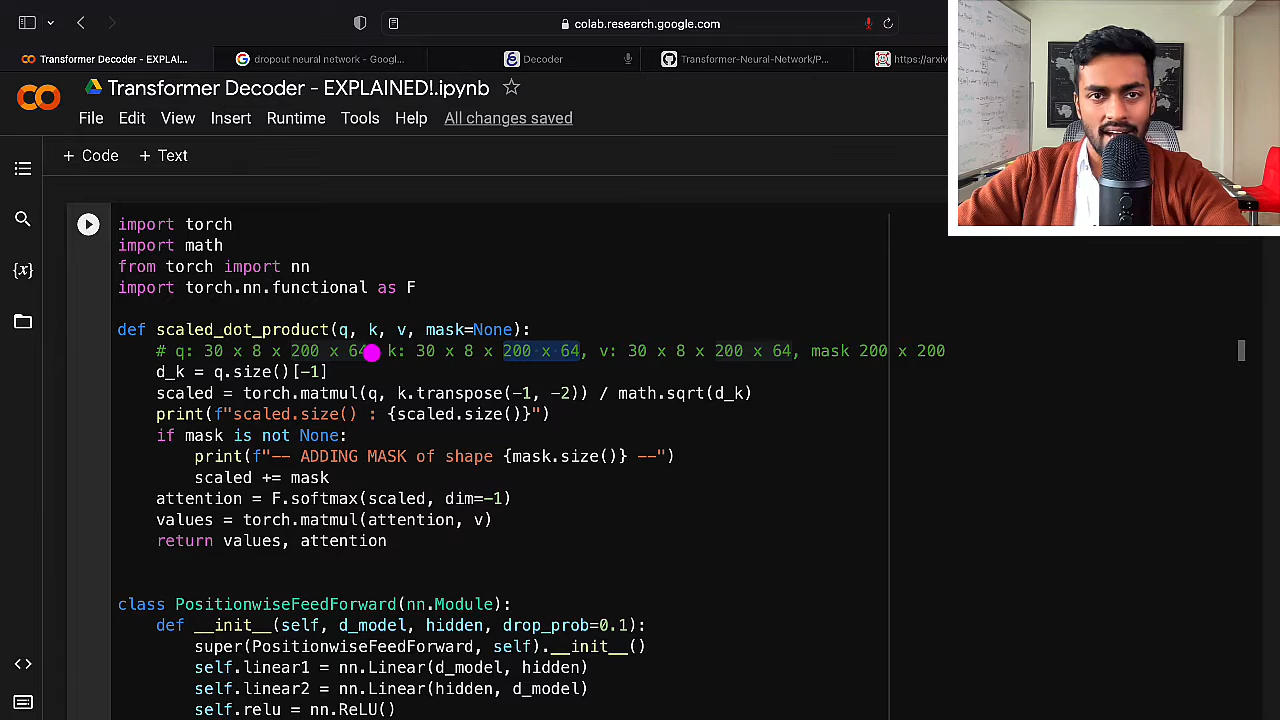 colab.research.google.com
Transformer Decoder - EXPLAI...
dropout neural network - Googl...
Decoder
Transformer-Neural-Network/P...
https://arxiv
Transformer Decoder - EXPLAINED!.ipynb
File Edit View Insert Runtime Tools Help All changes saved
+ Code + Text
import torch
import math
from torch import nn
import torch.nn.functional as F
def scaled_dot_product(q, k, v, mask=None):
# q: 30 x 8 x 200 x 64, k: 30 x 8 x 200 x 64, v: 30 x 8 x 200 x 64, mask 200 x 200
d_k = q.size()[-1]
scaled = torch.matmul(q, k.transpose(-1, -2)) / math.sqrt(d_k)
print(f"scaled.size() : {scaled.size()}")
if mask is not None:
print(f"-- ADDING MASK of shape {mask.size()} --")
scaled += mask
attention = F.softmax(scaled, dim=-1)
values = torch.matmul(attention, v)
return values, attention
class PositionwiseFeedForward(nn.Module):
def __init__(self, d_model, hidden, drop_prob=0.1):
super(PositionwiseFeedForward, self).__init__()
self.linear1 = nn.Linear(d_model, hidden)
self.linear2 = nn.Linear(hidden, d_model)
self.relu = nn.ReLU()